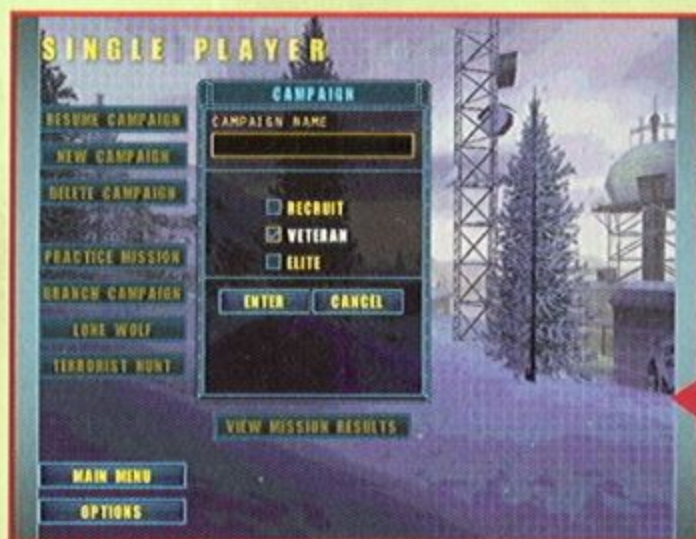 SINGLE PLAYER
RESUME CAMPAIGN
NEW CAMPAIGN
DELETE CAMPAIGN
PRACTICE MISSION
BRANCH CAMPAIGN
LONE WOLF
TERRORIST HUNT
CAMPAIGN
CAMPAIGN NAME
RECRUIT
VETERAN
ELITE
ENTER CANCEL
VIEW MISSION RESULTS
MAIN MENU
OPTIONS